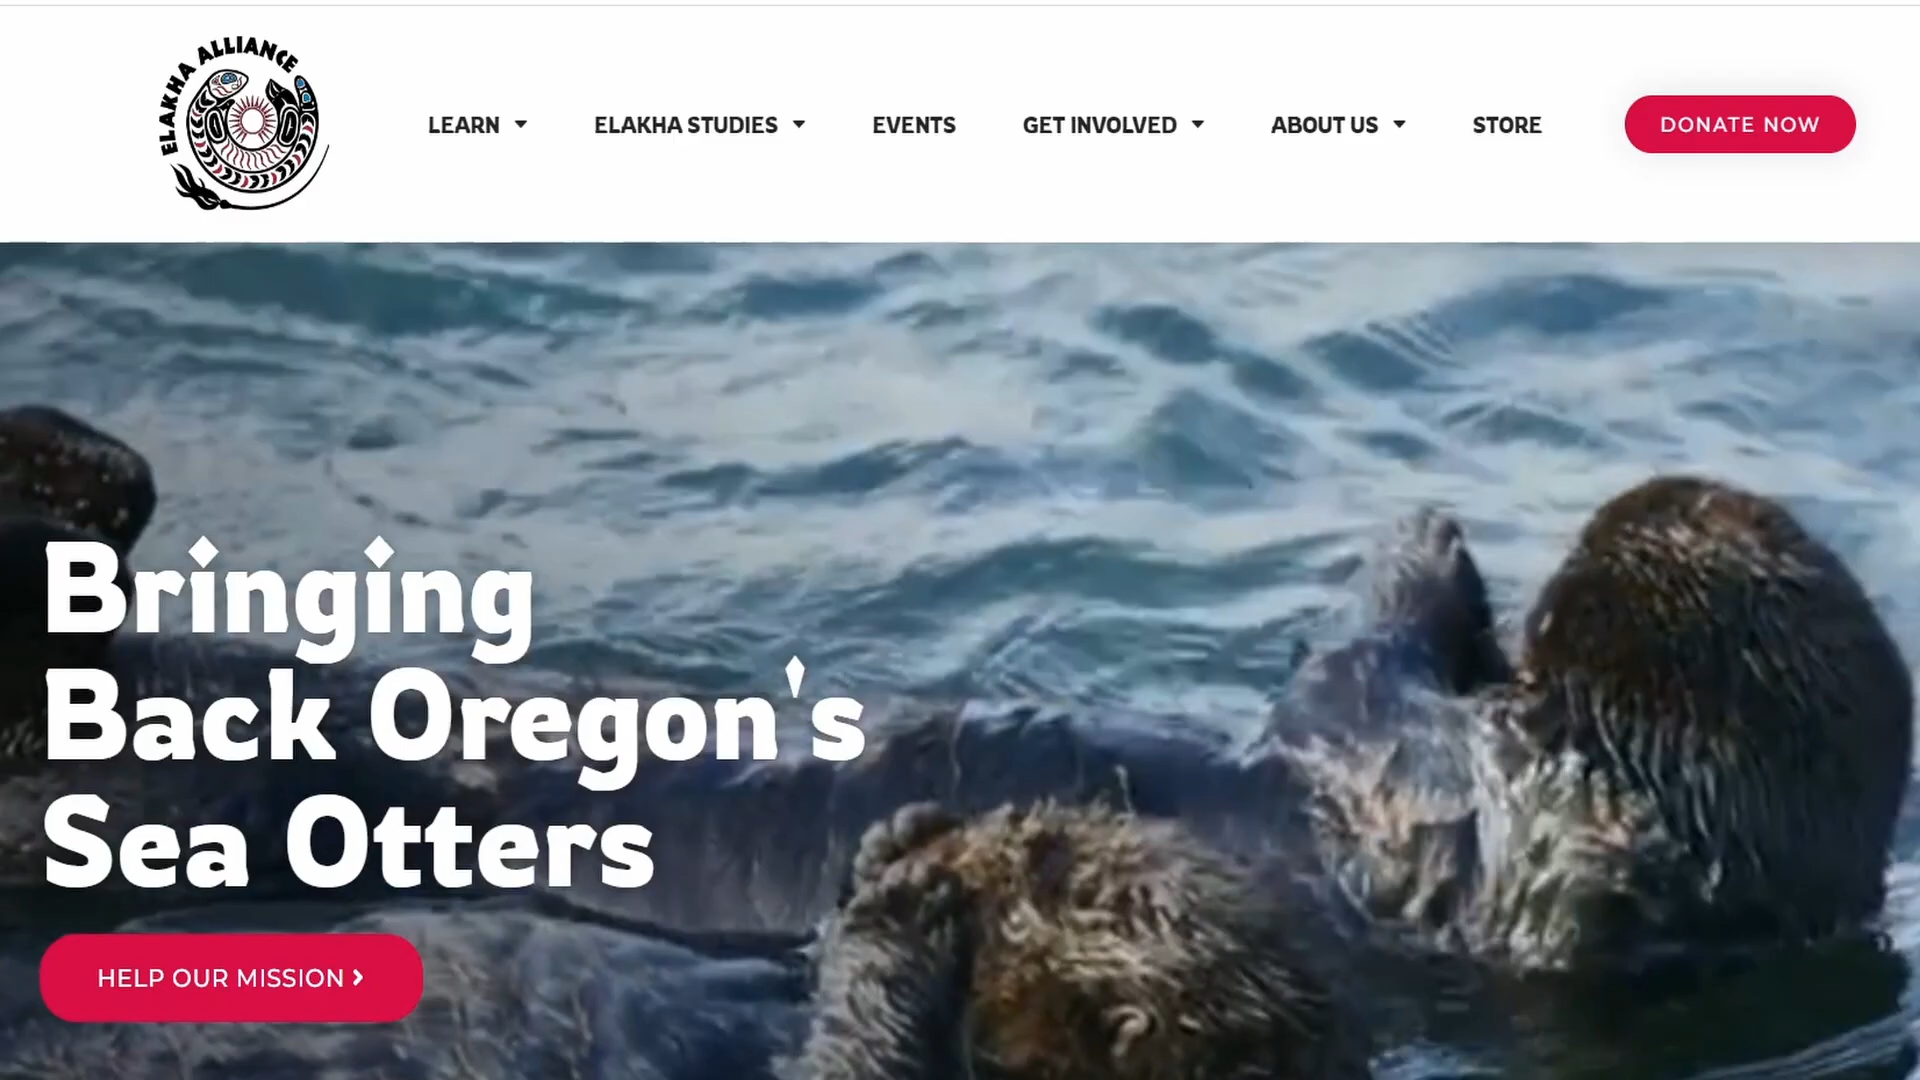 ELAKHA ALLIANCE
LEARN
ELAKHA STUDIES
EVENTS
GET INVOLVED
ABOUT US
STORE
DONATE NOW
Bringing
Back Oregon's
Sea Otters
HELP OUR MISSION